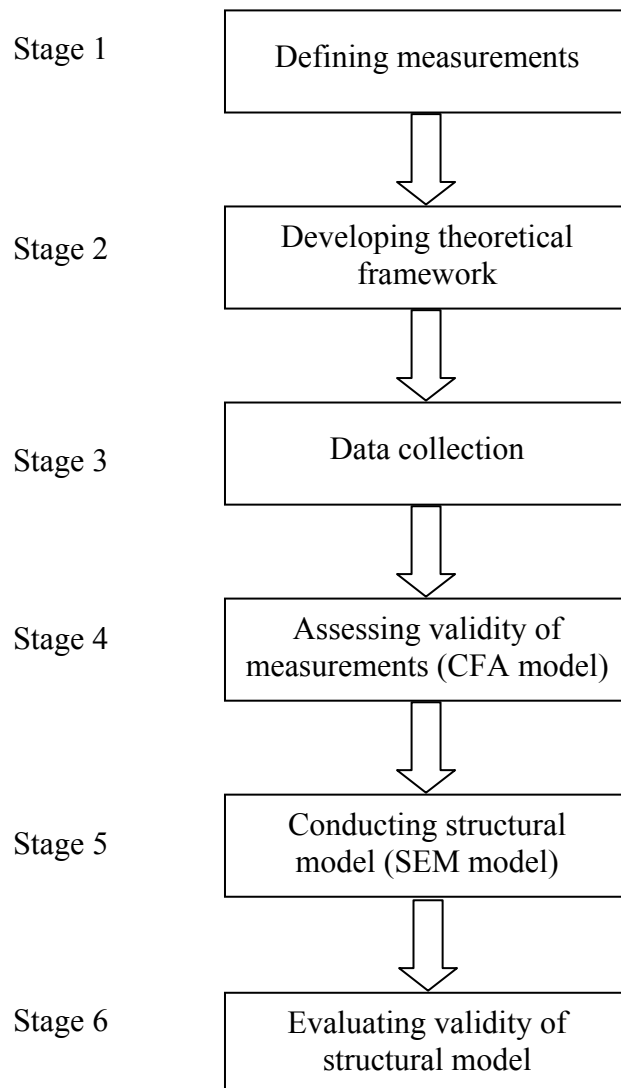 Stage 1
Defining measurements
Stage 2
Developing theoretical
framework
Stage 3
Data collection
Stage 4
Assessing validity of
measurements (CFA model)
Stage 5
Conducting structural
model (SEM model)
Stage 6
Evaluating validity of
structural model